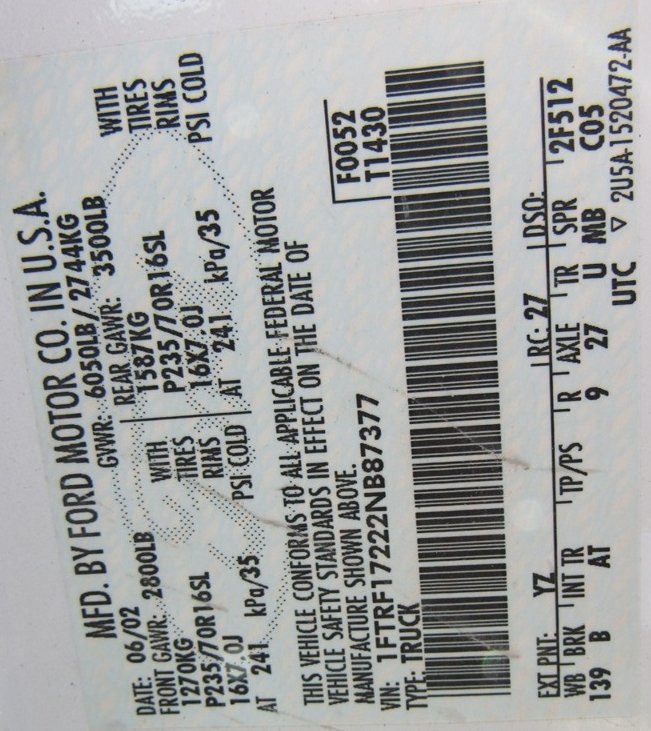 MFD. BY FORD MOTOR CO. IN U.S.A.
DATE: 06/02 GVWR: 6050LB / 2744KG
FRONT GAWR: 2800LB REAR GAWR: 3500LB
1270KG WITH 1587KG WITH
P235/70R16SL TIRES P235/70R16SL TIRES
16X7.0J RIMS 16X7.0J RIMS
AT 241 kPa/35 PSI COLD AT 241 kPa/35 PSI COLD
THIS VEHICLE CONFORMS TO ALL APPLICABLE FEDERAL MOTOR
VEHICLE SAFETY STANDARDS IN EFFECT ON THE DATE OF
MANUFACTURE SHOWN ABOVE.
VIN: 1FTRF17222NB87377 F0052
TYPE: TRUCK T1430
EXT PNT: YZ RC: 27 DSO:
WB BRK INT TR TP/PS R AXLE TR SPR 2F512
139 B AT 9 27 U MB C05
UTC ▽ 2U5A-1520472-AA